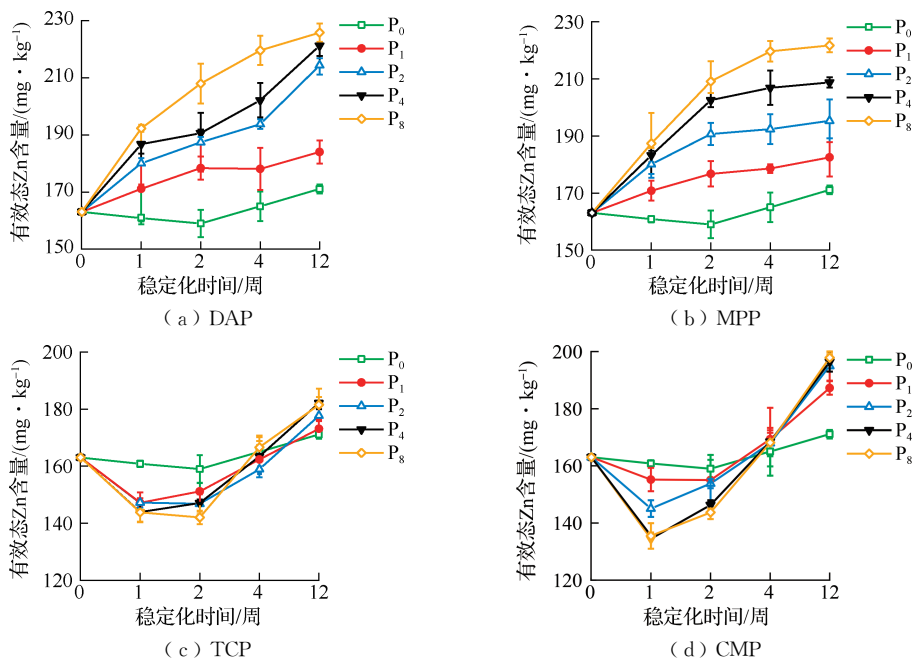 230
210
190
170
150
有效态Zn含量/(mg·kg⁻¹)
0 1 2 4 12
稳定化时间/周
P₀
P₁
P₂
P₄
P₈
（a）DAP
230
210
190
170
150
有效态Zn含量/(mg·kg⁻¹)
0 1 2 4 12
稳定化时间/周
P₀
P₁
P₂
P₄
P₈
（b）MPP
200
180
160
140
120
有效态Zn含量/(mg·kg⁻¹)
0 1 2 4 12
稳定化时间/周
P₀
P₁
P₂
P₄
P₈
（c）TCP
200
180
160
140
120
有效态Zn含量/(mg·kg⁻¹)
0 1 2 4 12
稳定化时间/周
P₀
P₁
P₂
P₄
P₈
（d）CMP